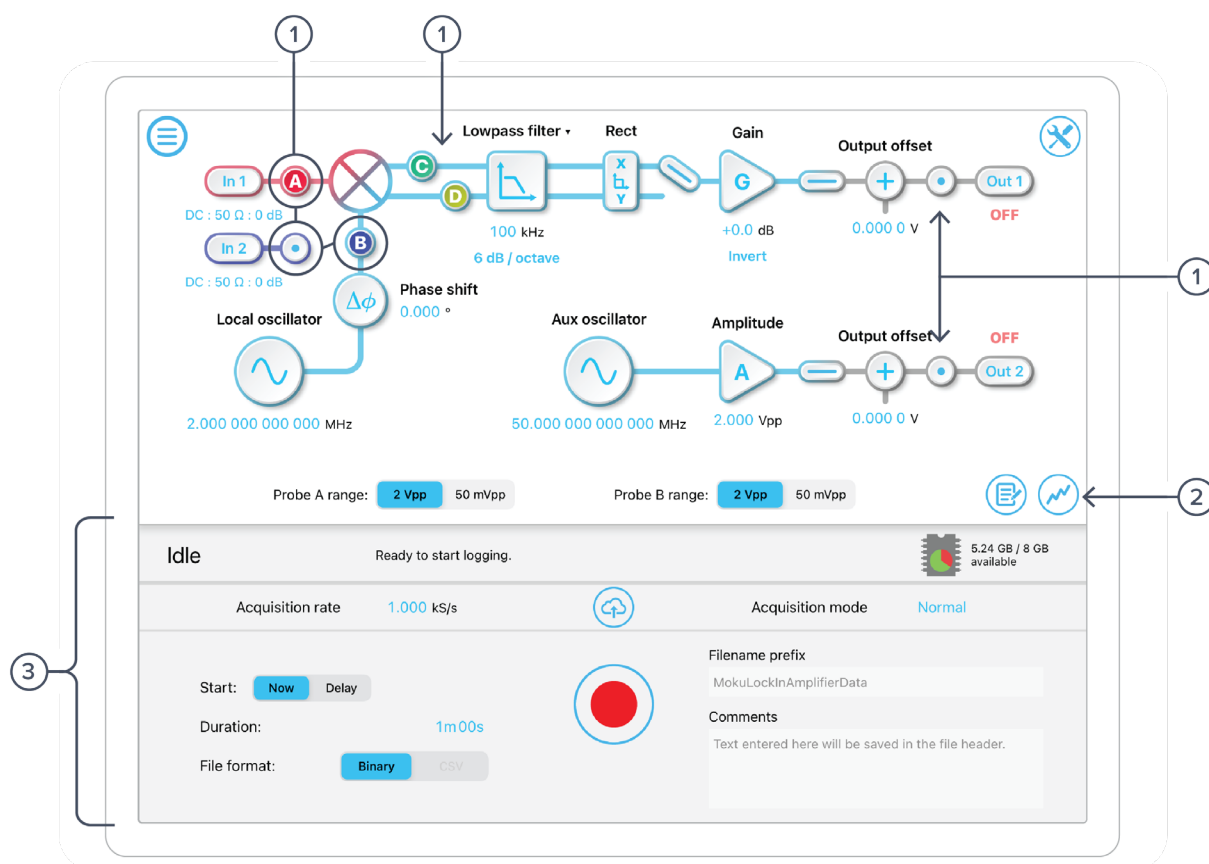 1
1
Lowpass filter
Rect
Gain
Output offset
In 1
A
C
D
X
Y
G
Out 1
DC : 50 Ω : 0 dB
OFF
100 kHz
+0.0 dB
0.000 0 V
In 2
B
6 dB / octave
Invert
DC : 50 Ω : 0 dB
1
Δϕ
Phase shift
0.000 °
Local oscillator
Aux oscillator
Amplitude
Output offset
OFF
A
Out 2
2.000 000 000 000 MHz
50.000 000 000 000 MHz
2.000 Vpp
0.000 0 V
Probe A range:
2 Vpp
50 mVpp
Probe B range:
2 Vpp
50 mVpp
2
Idle
Ready to start logging.
5.24 GB / 8 GB
available
Acquisition rate
1.000 kS/s
Acquisition mode
Normal
3
Start:
Now
Delay
Duration:
1m00s
File format:
Binary
CSV
Filename prefix
MokuLockInAmplifierData
Comments
Text entered here will be saved in the file header.